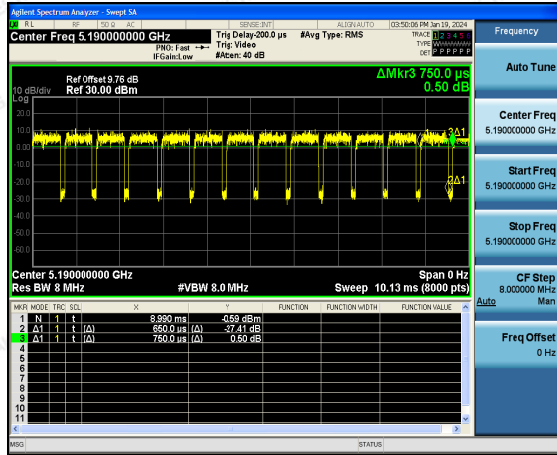 Agilent Spectrum Analyzer - Swept SA
RL RF 50 Ω AC SENSE:INT ALIGNAUTO 03:50:06 PM Jan 19, 2024
Center Freq 5.190000000 GHz
PNO: Fast
IFGain:Low
Trig Delay-200.0 µs
Trig: Video
#Atten: 40 dB
#Avg Type: RMS
TRACE 1 2 3 4 5 6
TYPE
DET P P P P P P
Ref Offset 9.76 dB
10 dB/div Ref 30.00 dBm
Log
ΔMkr3 750.0 µs
0.50 dB
20.0
10.0
0.00
-10.0
-20.0
-30.0
-40.0
-50.0
-60.0
3Δ1
2Δ1
Center 5.190000000 GHz Span 0 Hz
Res BW 8 MHz #VBW 8.0 MHz Sweep 10.13 ms (8000 pts)
MKR MODE TRC SCL X Y FUNCTION FUNCTION WIDTH FUNCTION VALUE
1 N 1 t 8.990 ms -0.59 dBm
2 Δ1 1 t (Δ) 650.0 µs (Δ) -27.41 dB
3 Δ1 1 t (Δ) 750.0 µs (Δ) 0.50 dB
4
5
6
7
8
9
10
11
MSG STATUS
Frequency
Auto Tune
Center Freq
5.190000000 GHz
Start Freq
5.190000000 GHz
Stop Freq
5.190000000 GHz
CF Step
8.000000 MHz
Auto Man
Freq Offset
0 Hz